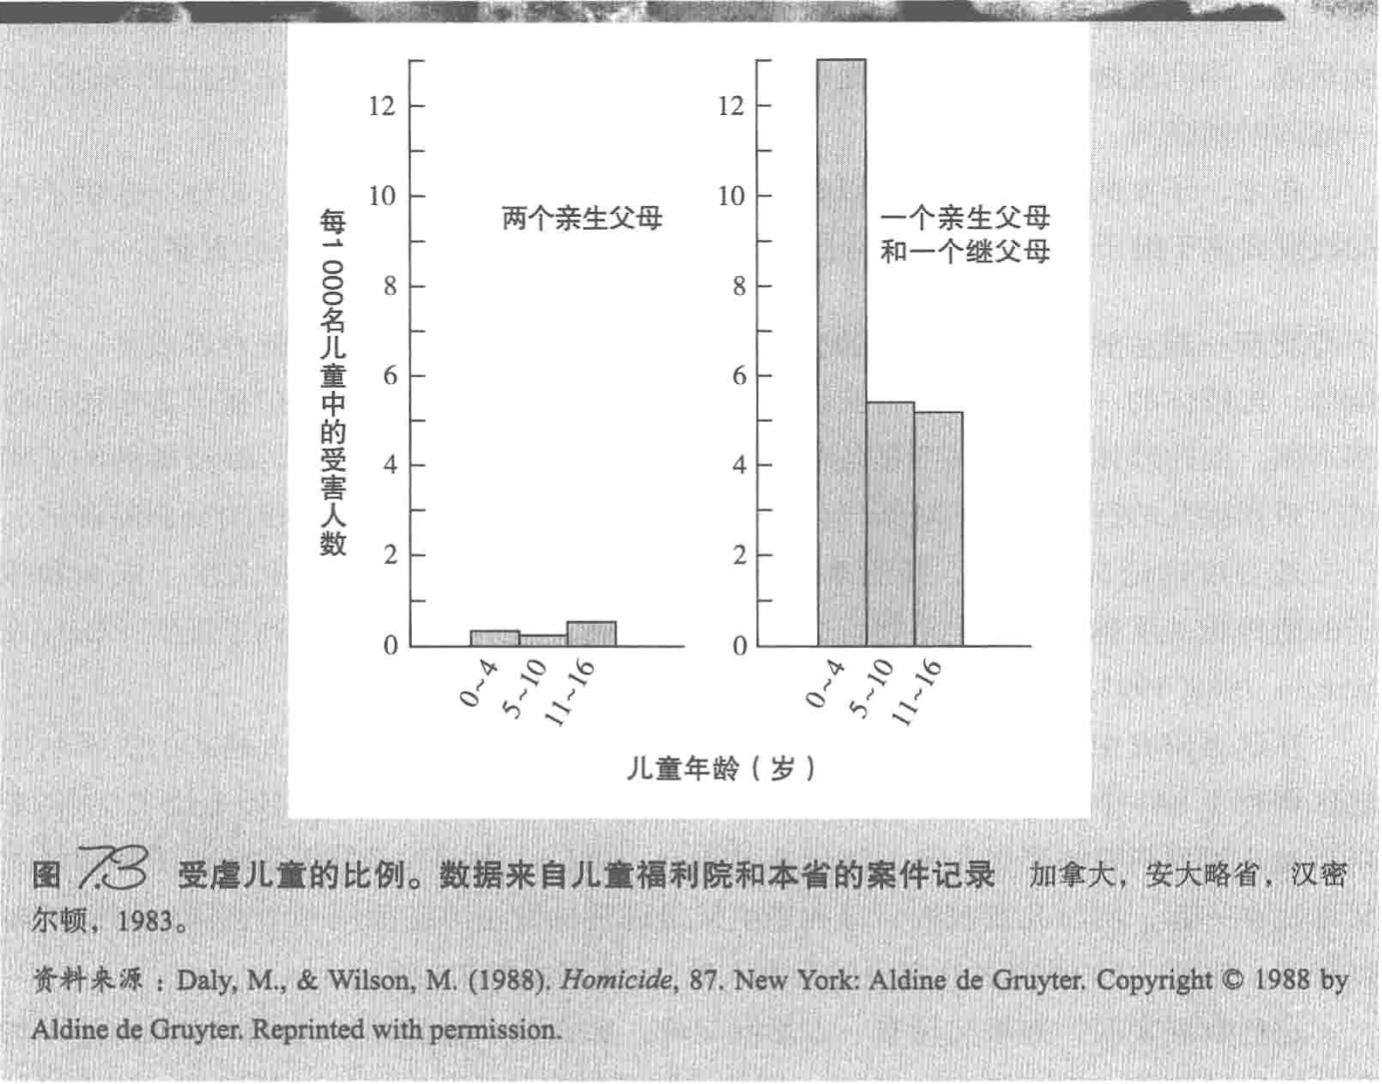 每1 000名儿童中的受害人数
12
10
8
6
4
2
0
两个亲生父母
0~4
5~10
11~16
12
10
8
6
4
2
0
一个亲生父母
和一个继父母
0~4
5~10
11~16
儿童年龄（岁）
图 7.3 受虐儿童的比例。数据来自儿童福利院和本省的案件记录 加拿大，安大略省，汉密
尔顿，1983。
资料来源：Daly, M., & Wilson, M. (1988). Homicide, 87. New York: Aldine de Gruyter. Copyright © 1988 by
Aldine de Gruyter. Reprinted with permission.